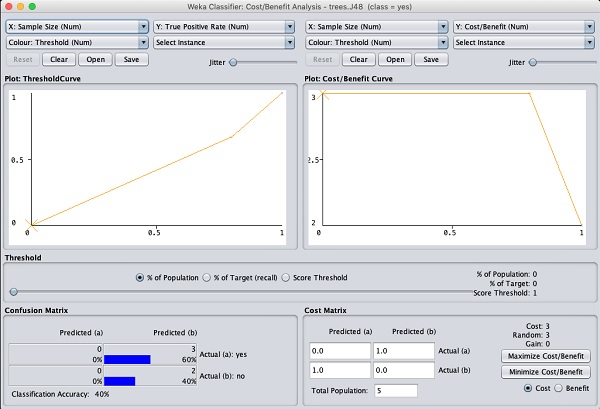 Weka Classifier: Cost/Benefit Analysis - trees.J48 (class = yes)
X: Sample Size (Num) Y: True Positive Rate (Num) X: Sample Size (Num) Y: Cost/Benefit (Num)
Colour: Threshold (Num) Select Instance Colour: Threshold (Num) Select Instance
Reset Clear Open Save Jitter Reset Clear Open Save Jitter
Plot: ThresholdCurve Plot: Cost/Benefit Curve
1 3
0.5 2.5
0 2
0 0.5 1 0 0.5 1
Threshold
% of Population % of Target (recall) Score Threshold
% of Population: 0
% of Target: 0
Score Threshold: 1
Confusion Matrix
Predicted (a) Predicted (b)
0 3
0% 60% Actual (a): yes
0 2
0% 40% Actual (b): no
Classification Accuracy: 40%
Cost Matrix
Predicted (a) Predicted (b)
0.0 1.0 Actual (a)
1.0 0.0 Actual (b)
Total Population: 5
Cost: 3
Random: 3
Gain: 0
Maximize Cost/Benefit
Minimize Cost/Benefit
Cost Benefit